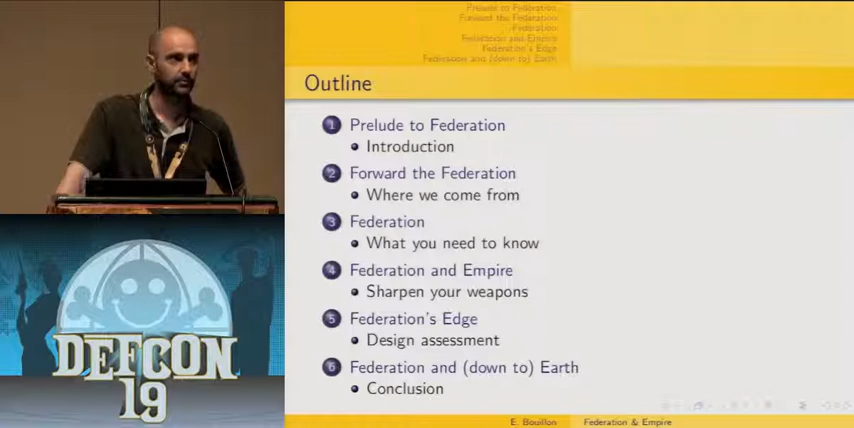 Prelude to Federation
Forward the Federation
Federation
Federation and Empire
Federation's Edge
Federation and (down to) Earth
Outline
1 Prelude to Federation
Introduction
2 Forward the Federation
Where we come from
3 Federation
What you need to know
4 Federation and Empire
Sharpen your weapons
5 Federation's Edge
Design assessment
6 Federation and (down to) Earth
Conclusion
E. Bouillon
Federation & Empire
DEFCON
19